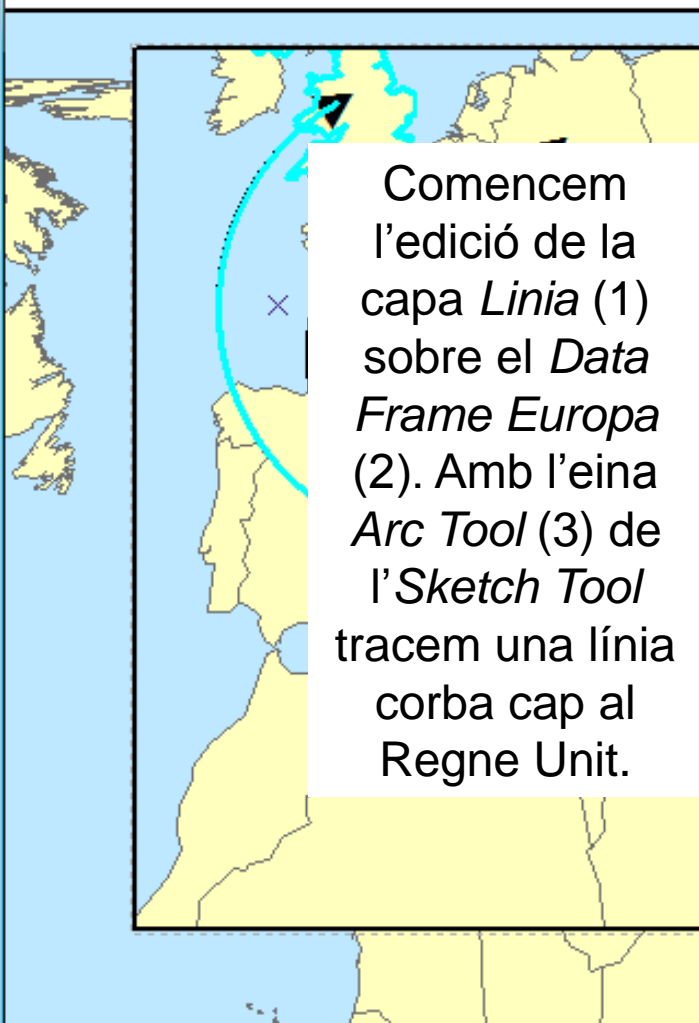 Comencem
l’edició de la
capa Linia (1)
sobre el Data
Frame Europa
(2). Amb l’eina
Arc Tool (3) de
l’Sketch Tool
tracem una línia
corba cap al
Regne Unit.